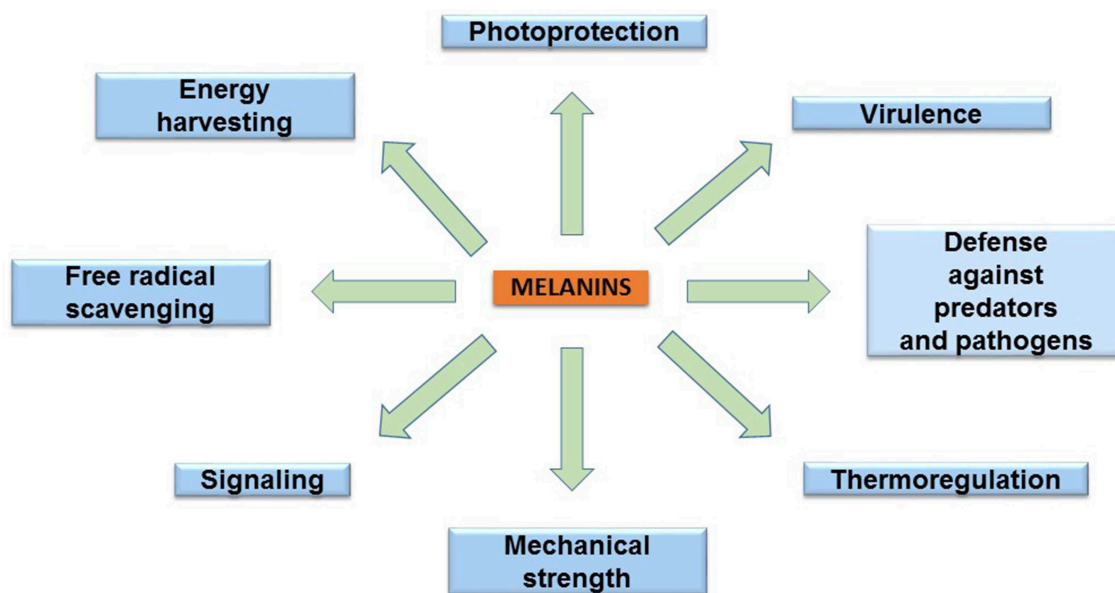 Photoprotection
Energy
harvesting
Virulence
Free radical
scavenging
MELANINS
Defense
against
predators
and pathogens
Signaling
Thermoregulation
Mechanical
strength